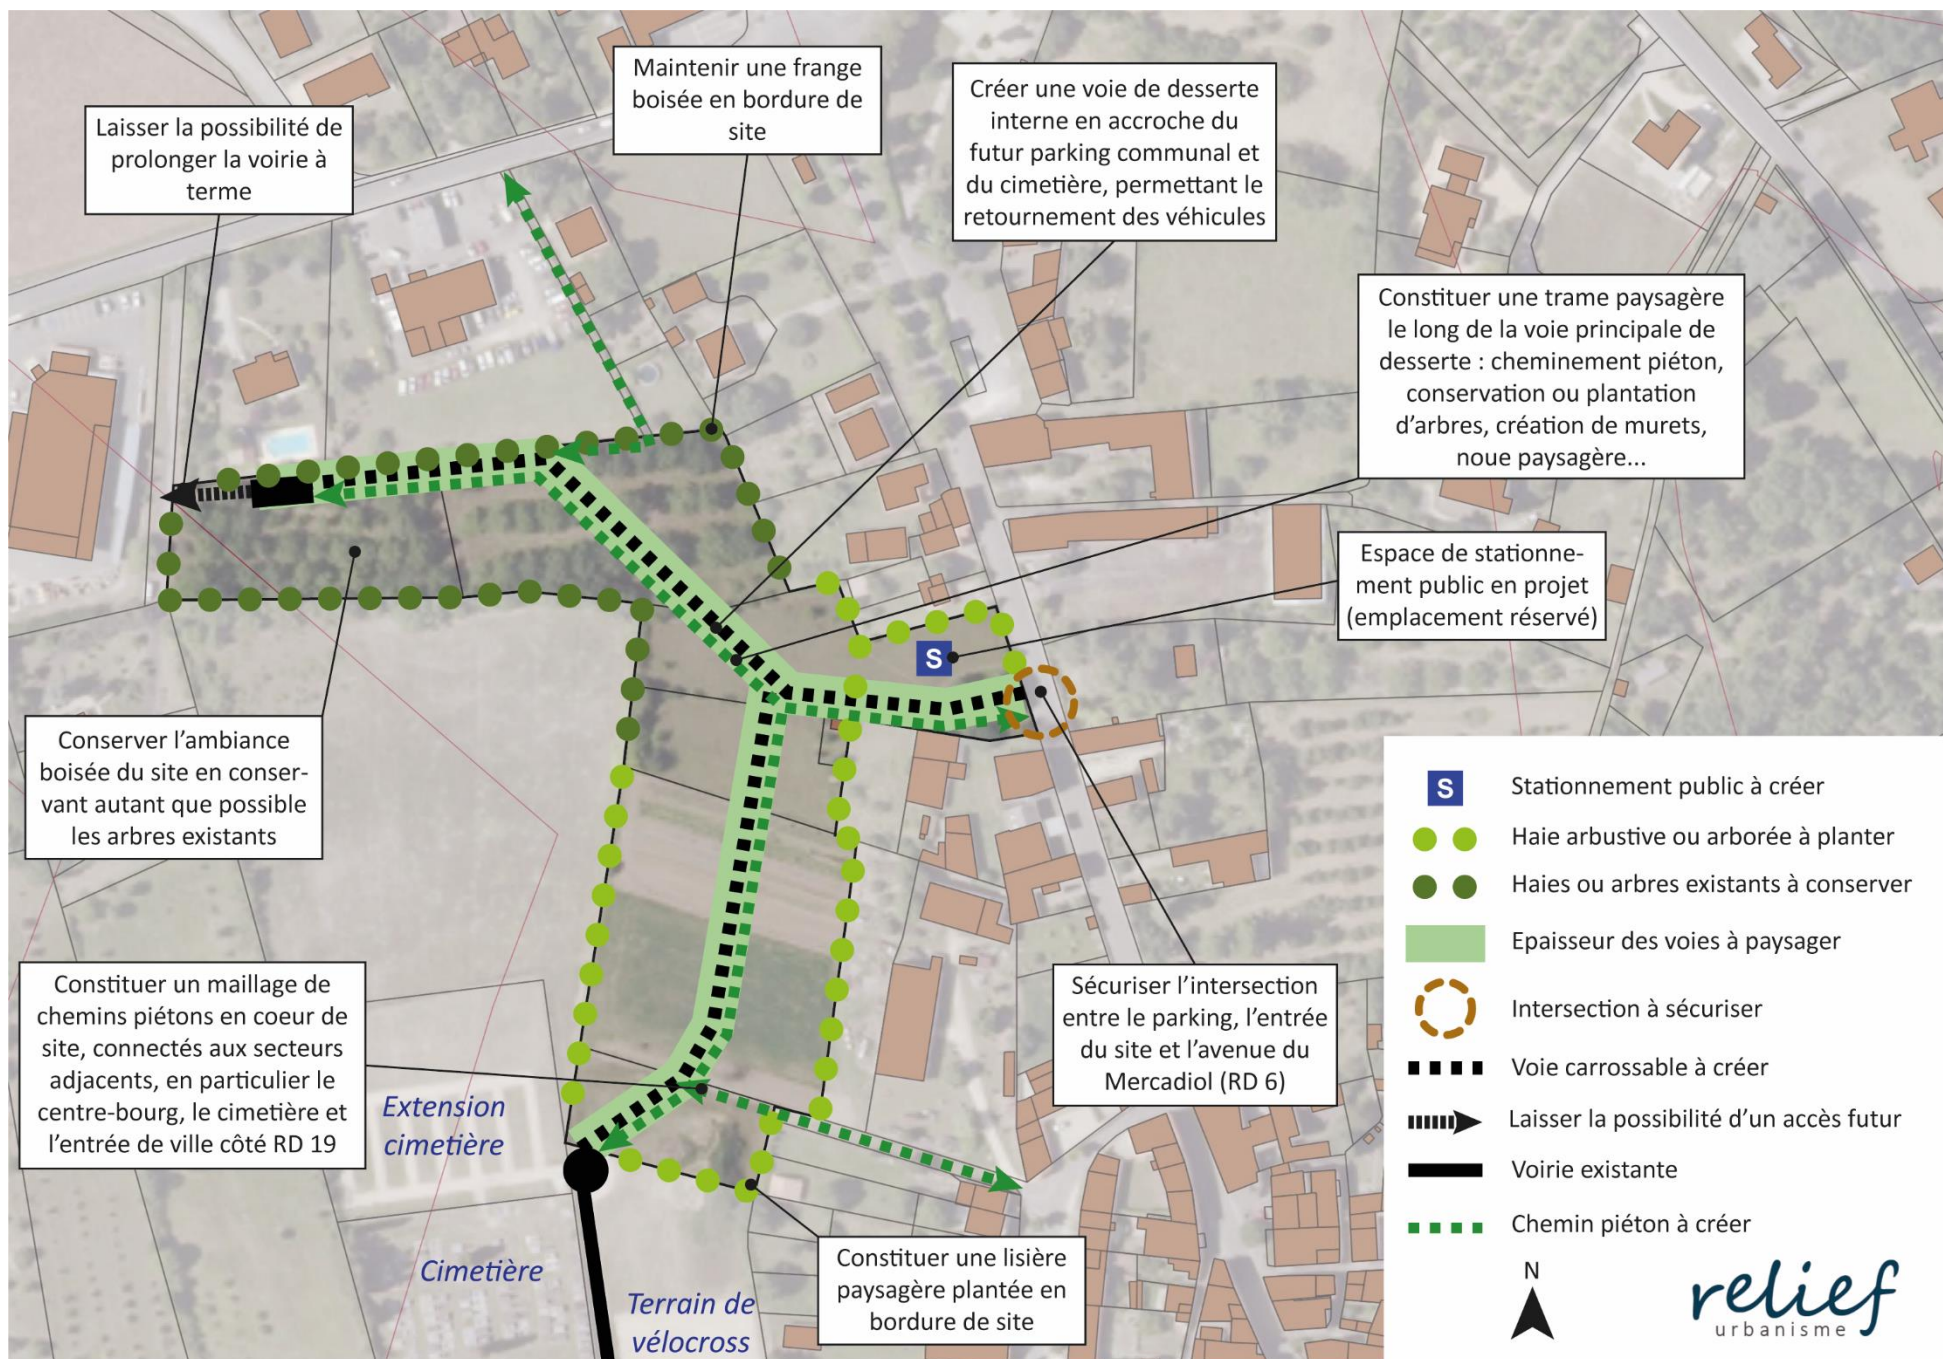 Maintenir une frange
boisée en bordure de
site
Créer une voie de desserte
interne en accroche du
futur parking communal et
du cimetière, permettant le
retournement des véhicules
Laisser la possibilité de
prolonger la voirie à
terme
Constituer une trame paysagère
le long de la voie principale de
desserte : cheminement piéton,
conservation ou plantation
d’arbres, création de murets,
noue paysagère...
Espace de stationne-
ment public en projet
(emplacement réservé)
S
Conserver l’ambiance
boisée du site en conser-
vant autant que possible
les arbres existants
Constituer un maillage de
chemins piétons en coeur de
site, connectés aux secteurs
adjacents, en particulier le
centre-bourg, le cimetière et
l’entrée de ville côté RD 19
Sécuriser l’intersection
entre le parking, l’entrée
du site et l’avenue du
Mercadiol (RD 6)
Extension
cimetière
Cimetière
Terrain de
vélocross
Constituer une lisière
paysagère plantée en
bordure de site
S
Stationnement public à créer
Haie arbustive ou arborée à planter
Haies ou arbres existants à conserver
Epaisseur des voies à paysager
Intersection à sécuriser
Voie carrossable à créer
Laisser la possibilité d’un accès futur
Voirie existante
Chemin piéton à créer
N
relief
urbanisme